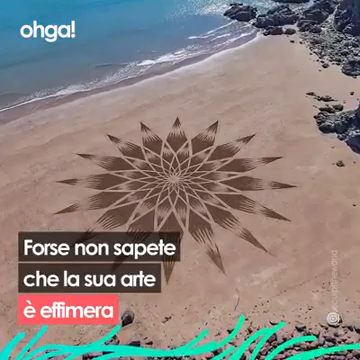 ohga!
Forse non sapete
che la sua arte
è effimera